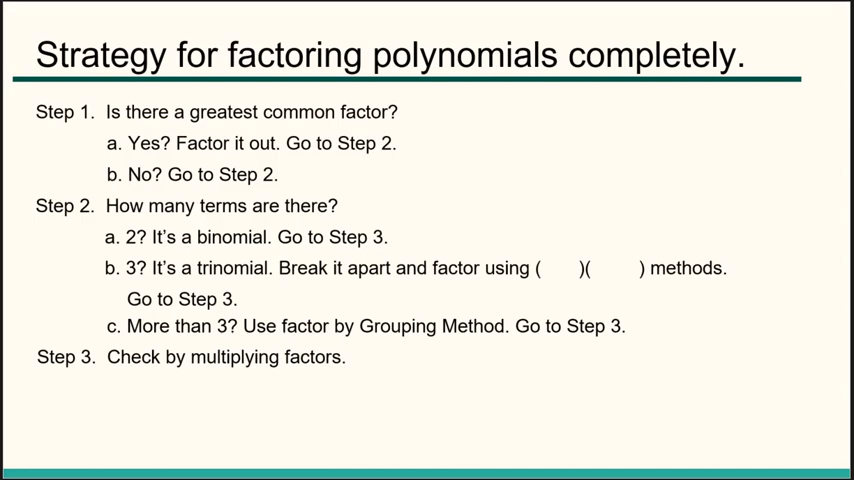 Strategy for factoring polynomials completely.
Step 1. Is there a greatest common factor?
a. Yes? Factor it out. Go to Step 2.
b. No? Go to Step 2.
Step 2. How many terms are there?
a. 2? It's a binomial. Go to Step 3.
b. 3? It's a trinomial. Break it apart and factor using (      )(      ) methods.
Go to Step 3.
c. More than 3? Use factor by Grouping Method. Go to Step 3.
Step 3. Check by multiplying factors.